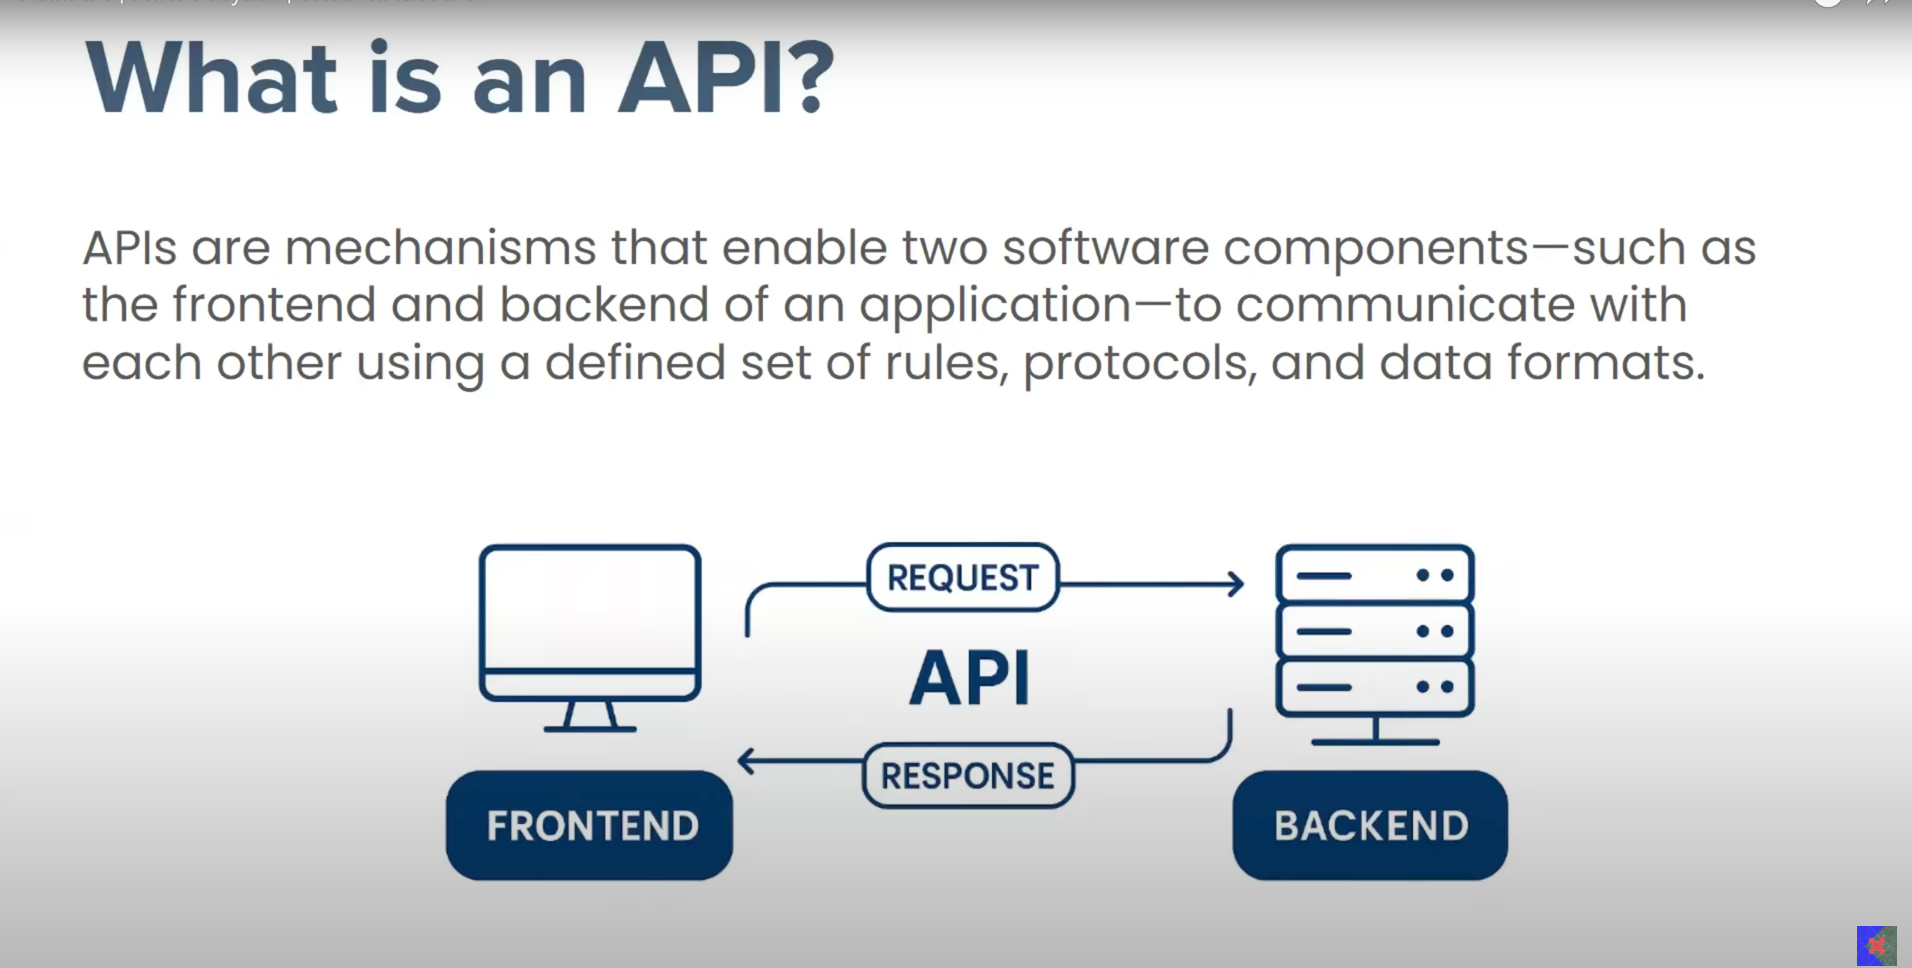 What is an API?
APIs are mechanisms that enable two software components—such as
the frontend and backend of an application—to communicate with
each other using a defined set of rules, protocols, and data formats.
REQUEST
API
RESPONSE
FRONTEND
BACKEND